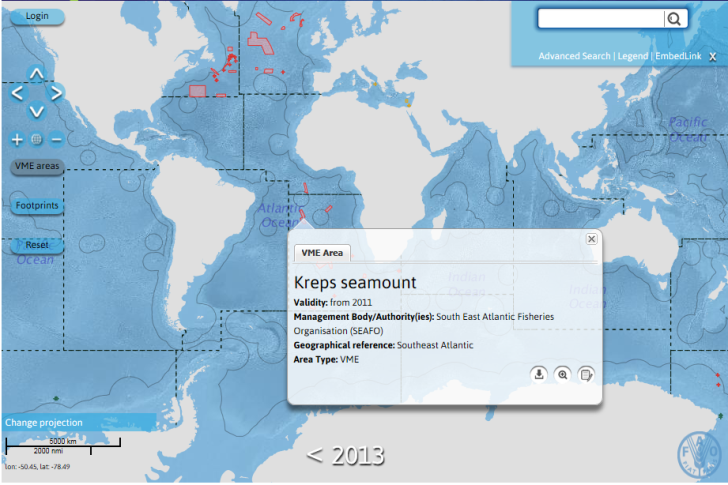 Login
Advanced Search | Legend | EmbedLink X
VME areas
Footprints
Reset
Ocean
Pacific
Ocean
Atlantic
Ocean
VME Area
Kreps seamount
Validity: from 2011
Management Body/Authority(ies): South East Atlantic Fisheries
Organisation (SEAFO)
Geographical reference: Southeast Atlantic
Area Type: VME
Indian
Ocean
Indian
Ocean
Change projection
5000 km
2000 nmi
lon: -50.45, lat: -78.49
< 2013
F A O
FIAT PANIS